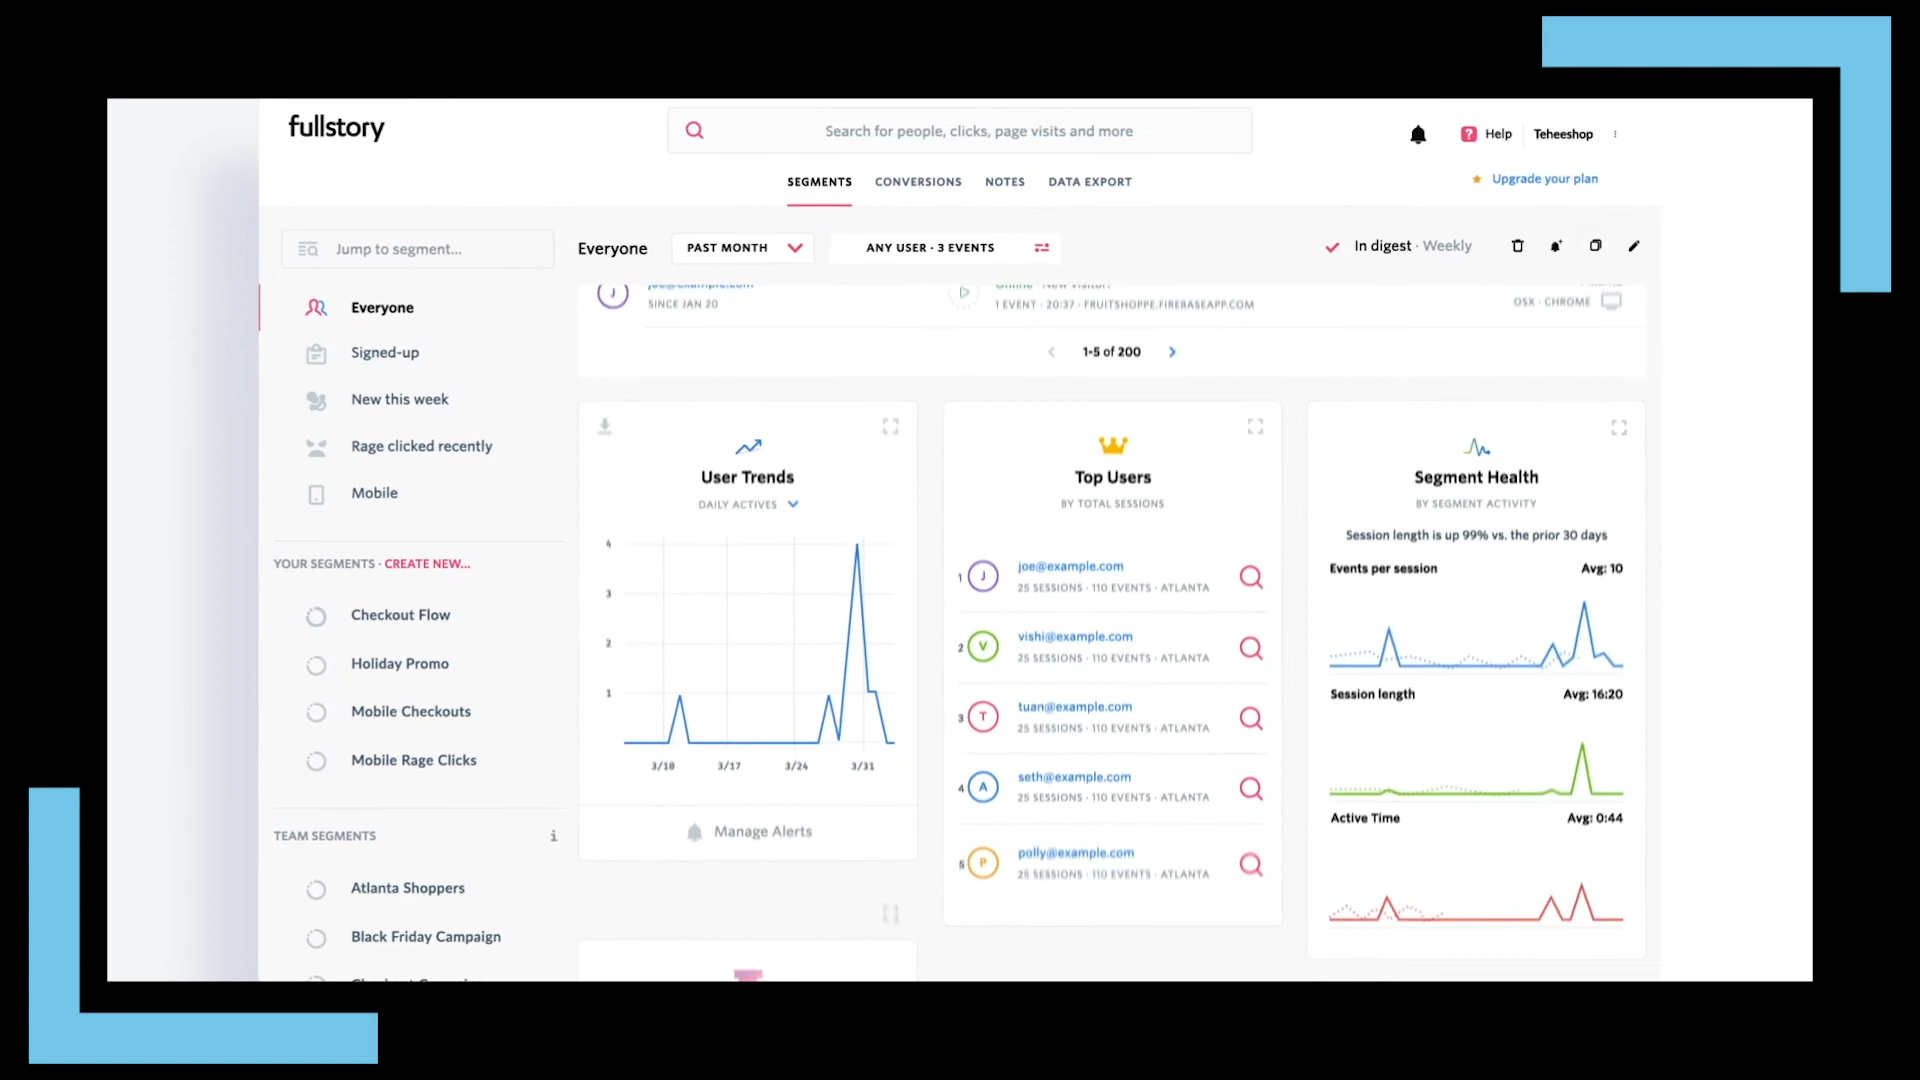 fullstory
Search for people, clicks, page visits and more
? Help Teheeshop
SEGMENTS CONVERSIONS NOTES DATA EXPORT
Upgrade your plan
Jump to segment...
Everyone PAST MONTH ANY USER · 3 EVENTS
In digest · Weekly
Everyone
Signed-up
New this week
Rage clicked recently
Mobile
YOUR SEGMENTS · CREATE NEW...
Checkout Flow
Holiday Promo
Mobile Checkouts
Mobile Rage Clicks
TEAM SEGMENTS i
Atlanta Shoppers
Black Friday Campaign
J joe@example.com
SINCE JAN 20
1 EVENT · 20:37 · FRUITSHOPPE.FIREBASEAPP.COM
OSX · CHROME
1-5 of 200
User Trends
DAILY ACTIVES
4
3
2
1
3/10 3/17 3/24 3/31
Manage Alerts
Top Users
BY TOTAL SESSIONS
1 J joe@example.com
25 SESSIONS · 110 EVENTS · ATLANTA
2 V vishi@example.com
25 SESSIONS · 110 EVENTS · ATLANTA
3 T tuan@example.com
25 SESSIONS · 110 EVENTS · ATLANTA
4 A seth@example.com
25 SESSIONS · 110 EVENTS · ATLANTA
5 P polly@example.com
25 SESSIONS · 110 EVENTS · ATLANTA
Segment Health
BY SEGMENT ACTIVITY
Session length is up 99% vs. the prior 30 days
Events per session Avg: 10
Session length Avg: 16:20
Active Time Avg: 0:44